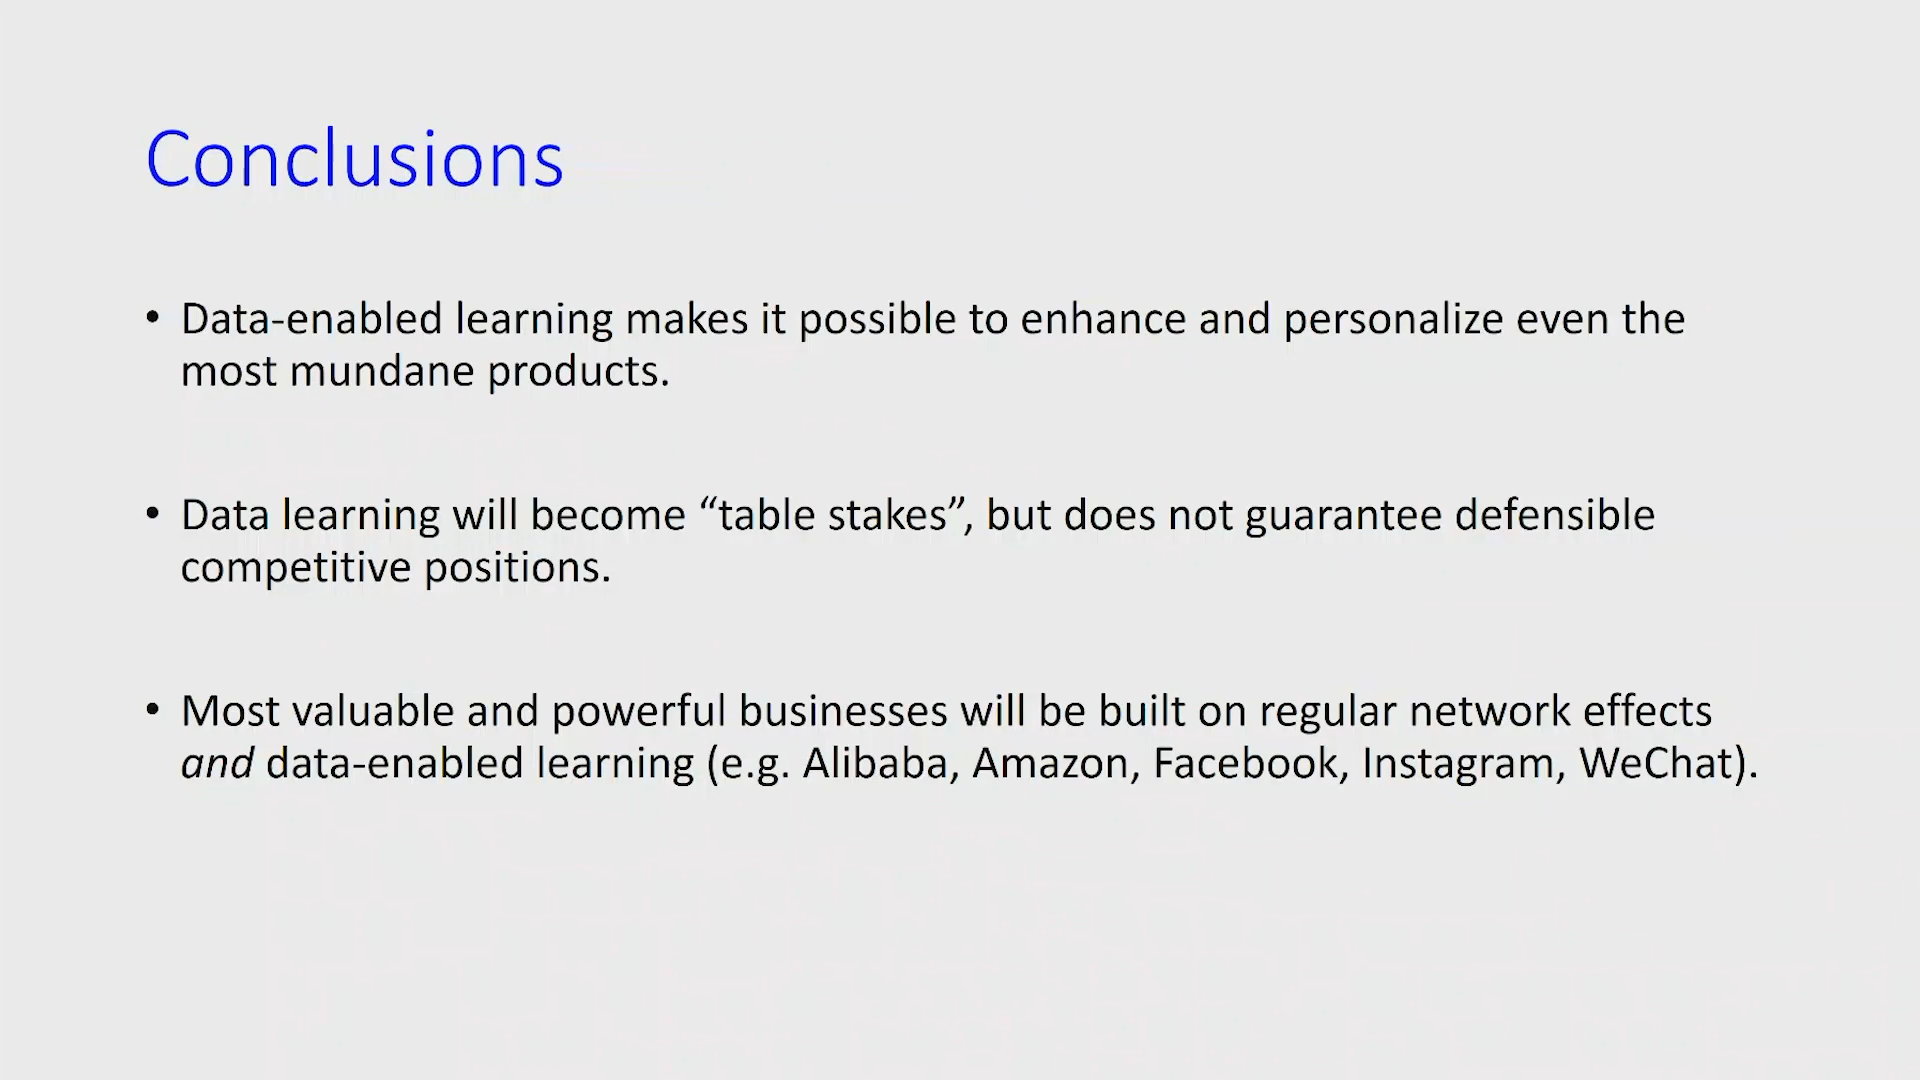 Conclusions
• Data-enabled learning makes it possible to enhance and personalize even the
most mundane products.
• Data learning will become “table stakes”, but does not guarantee defensible
competitive positions.
• Most valuable and powerful businesses will be built on regular network effects
and data-enabled learning (e.g. Alibaba, Amazon, Facebook, Instagram, WeChat).